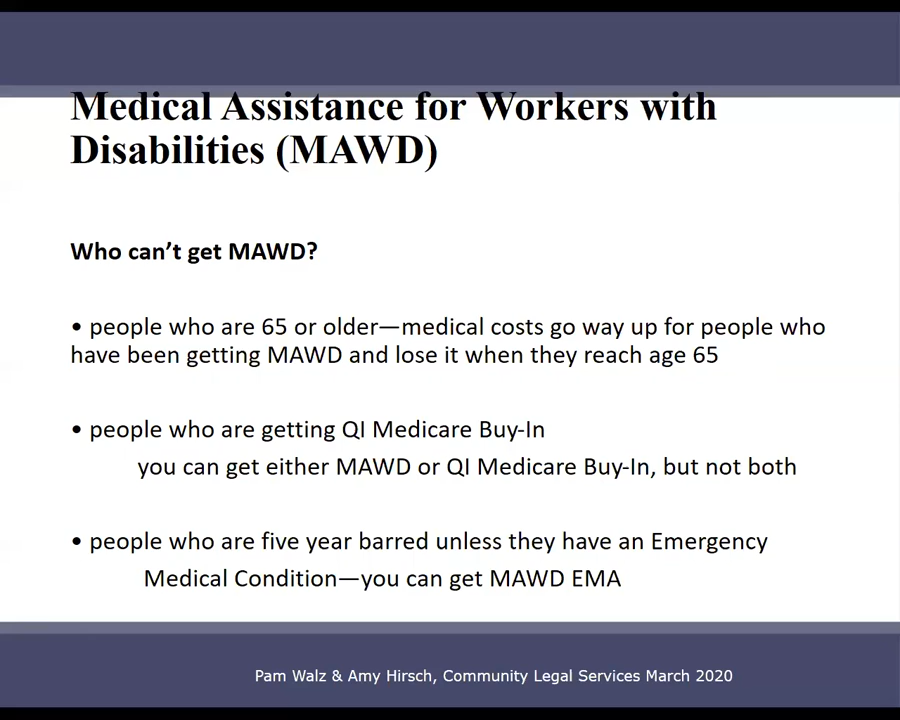 Medical Assistance for Workers with
Disabilities (MAWD)
Who can’t get MAWD?
• people who are 65 or older—medical costs go way up for people who
have been getting MAWD and lose it when they reach age 65
• people who are getting QI Medicare Buy-In
you can get either MAWD or QI Medicare Buy-In, but not both
• people who are five year barred unless they have an Emergency
Medical Condition—you can get MAWD EMA
Pam Walz & Amy Hirsch, Community Legal Services March 2020